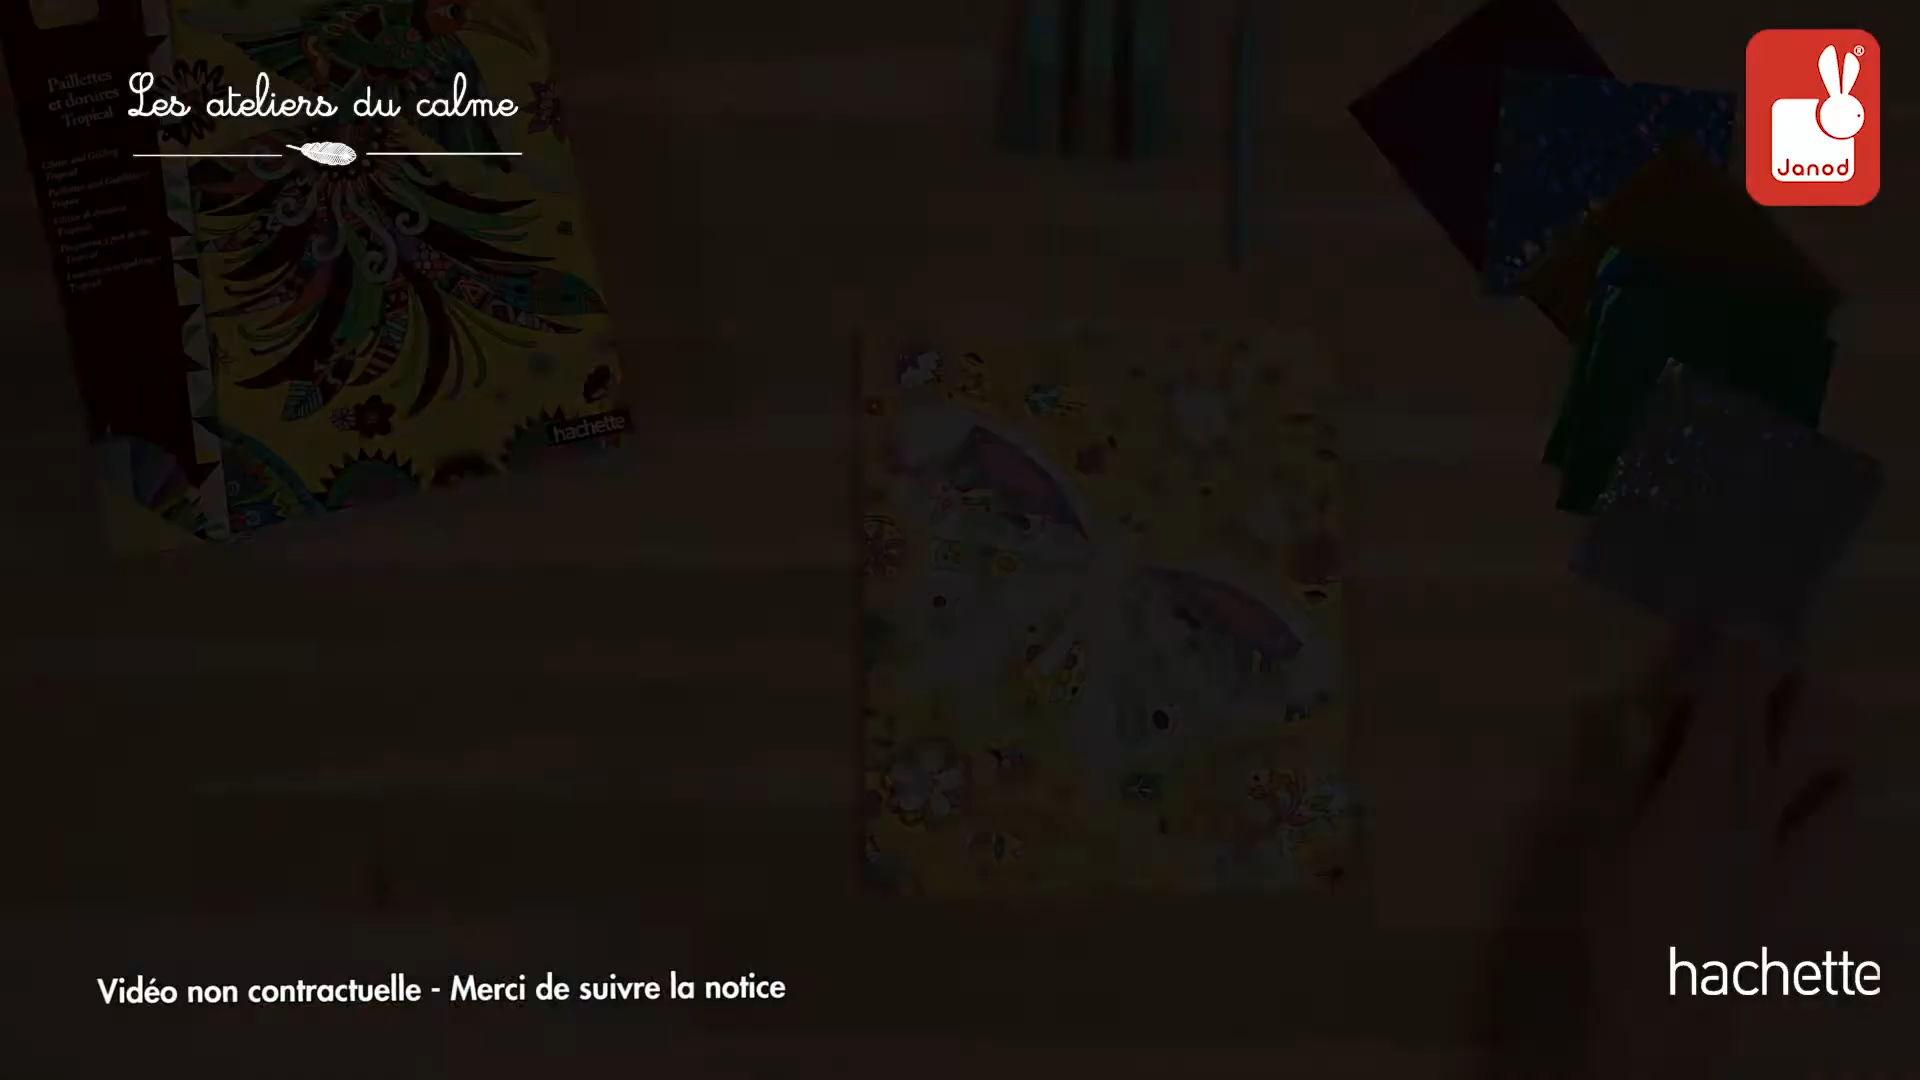 Les ateliers du calme
Janod
®
Paillettes
et dorures
Tropical
hachette
Vidéo non contractuelle - Merci de suivre la notice
hachette